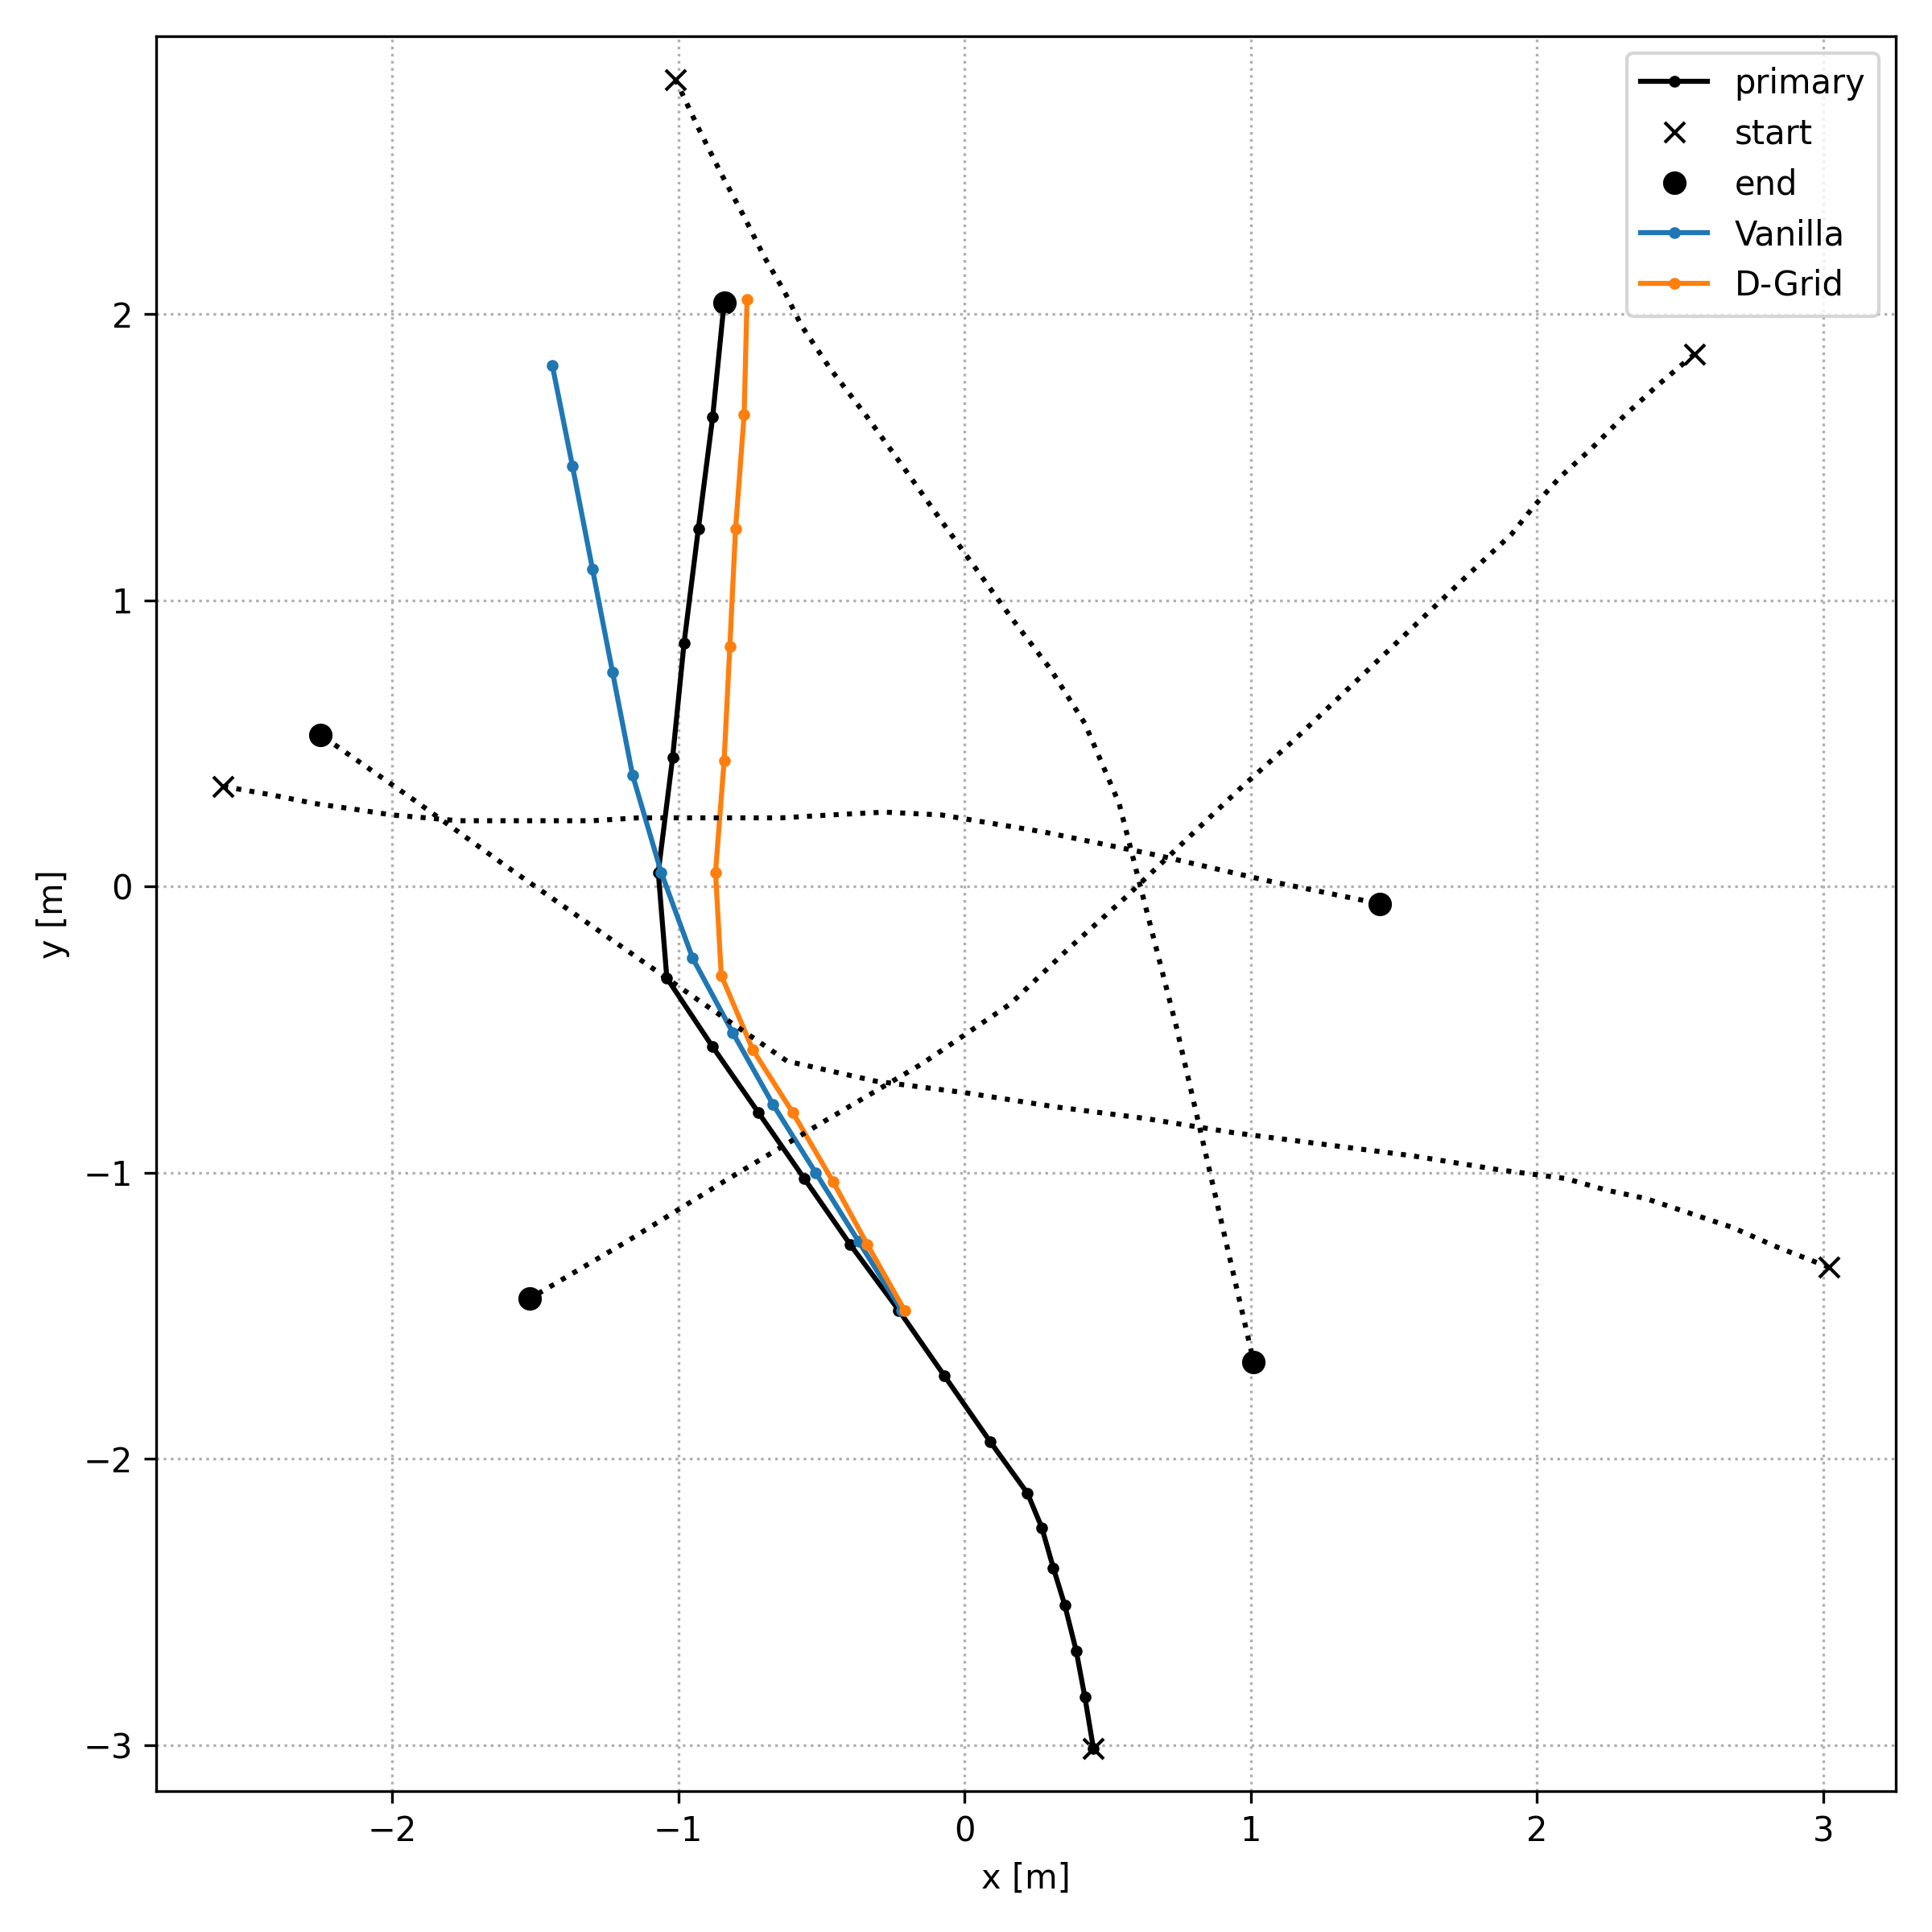 primary
start
end
Vanilla
D-Grid
2
1
0
−1
−2
−3
y [m]
−2 −1 0 1 2 3
x [m]